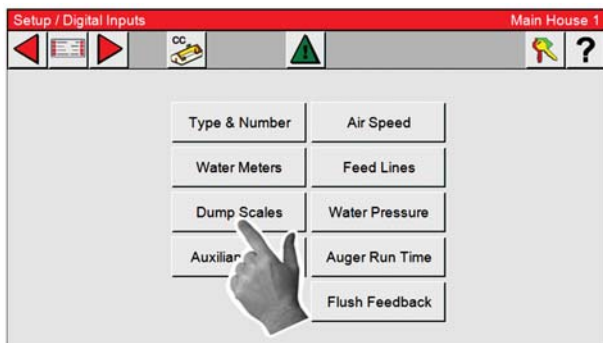 Setup / Digital Inputs Main House 1
CC
?
Type & Number Air Speed
Water Meters Feed Lines
Dump Scales Water Pressure
Auger Run Time
Flush Feedback